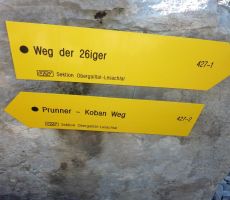 Weg der 26iger
427-1
Sektion Obergailtal-Lesachtal
Prunner - Koban Weg
427-2
Sektion Obergailtal-Lesachtal